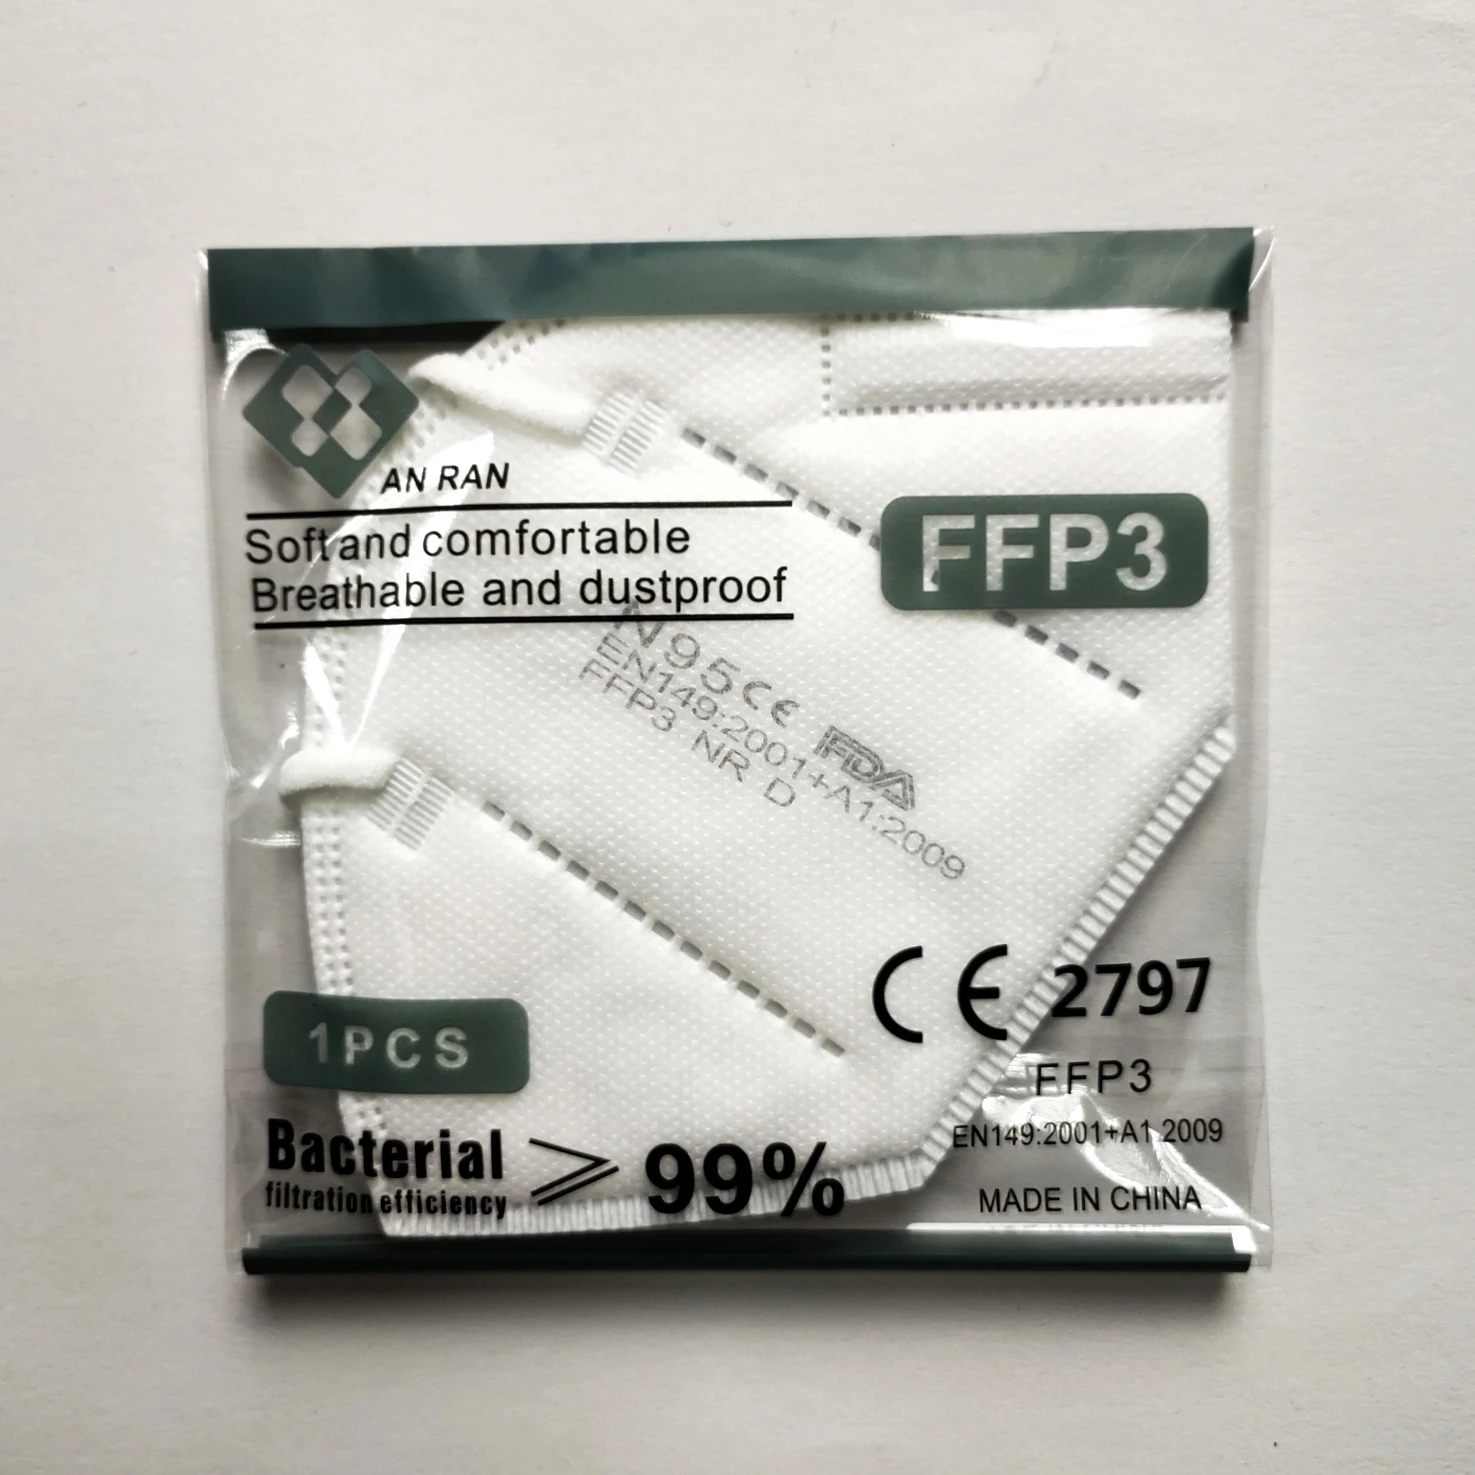 AN RAN
Soft and comfortable
Breathable and dustproof
FFP3
N95 CE FDA
EN149:2001+A1:2009
FFP3 NR D
CE 2797
FFP3
EN149:2001+A1 2009
MADE IN CHINA
1PCS
Bacterial
filtration efficiency
⩾ 99%